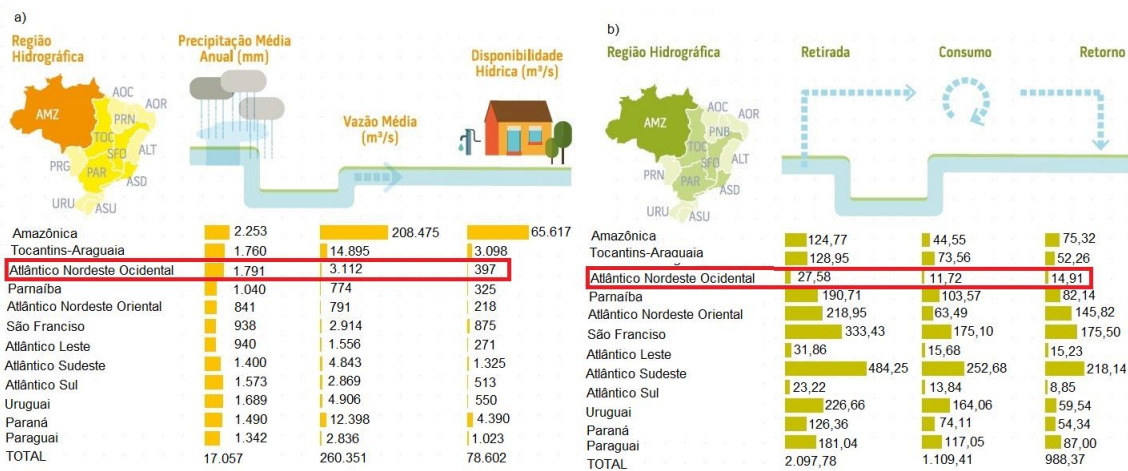 a)
Região
Hidrográfica
Precipitação Média
Anual (mm)
Vazão Média
(m³/s)
Disponibilidade
Hídrica (m³/s)
AMZ
AOC
AOR
PRN
TOC
SFO
ALT
PRG
PAR
ASD
URU
ASU
Amazônica 2.253 208.475 65.617
Tocantins-Araguaia 1.760 14.895 3.098
Atlântico Nordeste Ocidental 1.791 3.112 397
Parnaíba 1.040 774 325
Atlântico Nordeste Oriental 841 791 218
São Franciso 938 2.914 875
Atlântico Leste 940 1.556 271
Atlântico Sudeste 1.400 4.843 1.325
Atlântico Sul 1.573 2.869 513
Uruguai 1.689 4.906 550
Paraná 1.490 12.398 4.390
Paraguai 1.342 2.836 1.023
TOTAL 17.057 260.351 78.602
b)
Região Hidrográfica Retirada Consumo Retorno
AMZ
AOC
AOR
PNB
TOC
SFO
ALT
PRN
PAR
ASD
URU
ASU
Amazônica 124,77 44,55 75,32
Tocantins-Araguaia 128,95 73,56 52,26
Atlântico Nordeste Ocidental 27,58 11,72 14,91
Parnaíba 190,71 103,57 82,14
Atlântico Nordeste Oriental 218,95 63,49 145,82
São Franciso 333,43 175,10 175,50
Atlântico Leste 31,86 15,68 15,23
Atlântico Sudeste 484,25 252,68 218,14
Atlântico Sul 23,22 13,84 8,85
Uruguai 226,66 164,06 59,54
Paraná 126,36 74,11 54,34
Paraguai 181,04 117,05 87,00
TOTAL 2.097,78 1.109,41 988,37